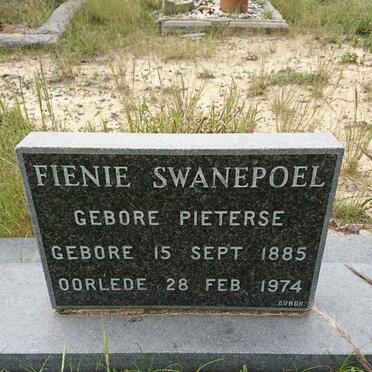 FIENIE SWANEPOEL
GEBORE PIETERSE
GEBORE 15 SEPT 1885
OORLEDE 28 FEB 1974